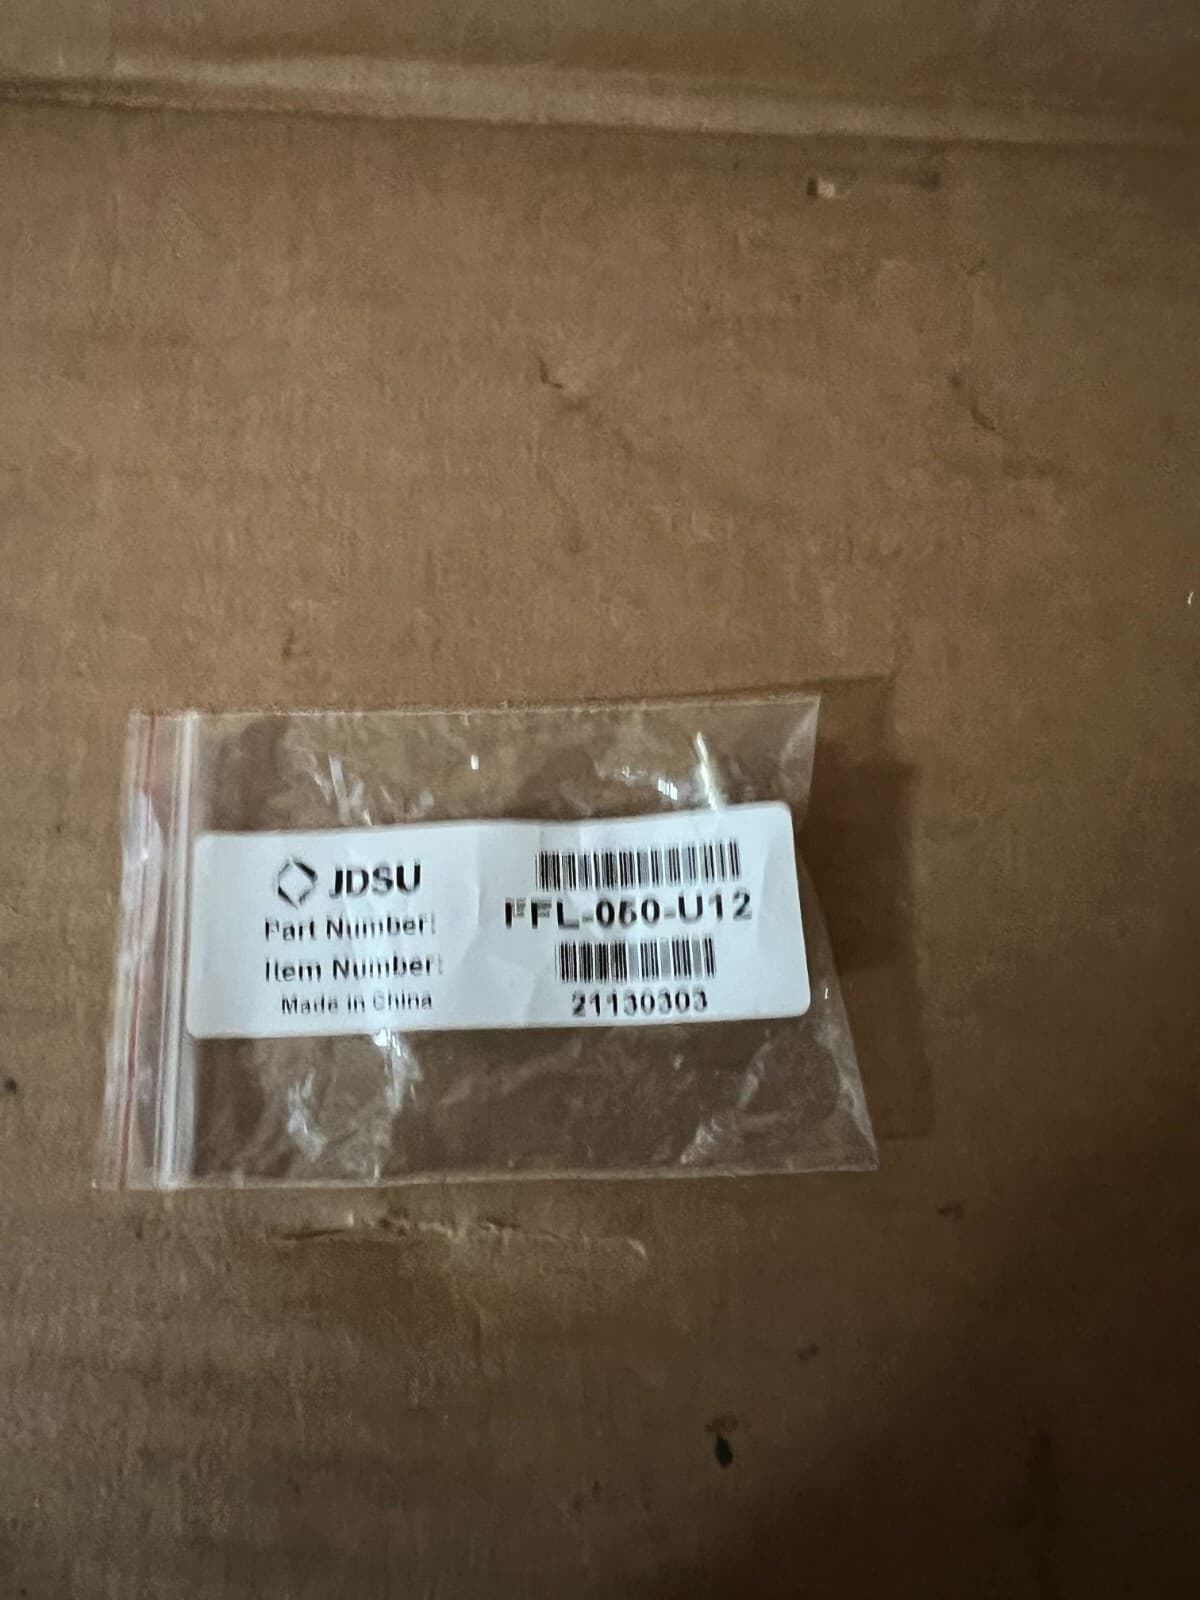 JDSU
Part Number:
FFL-050-U12
Item Number:
21130303
Made in China